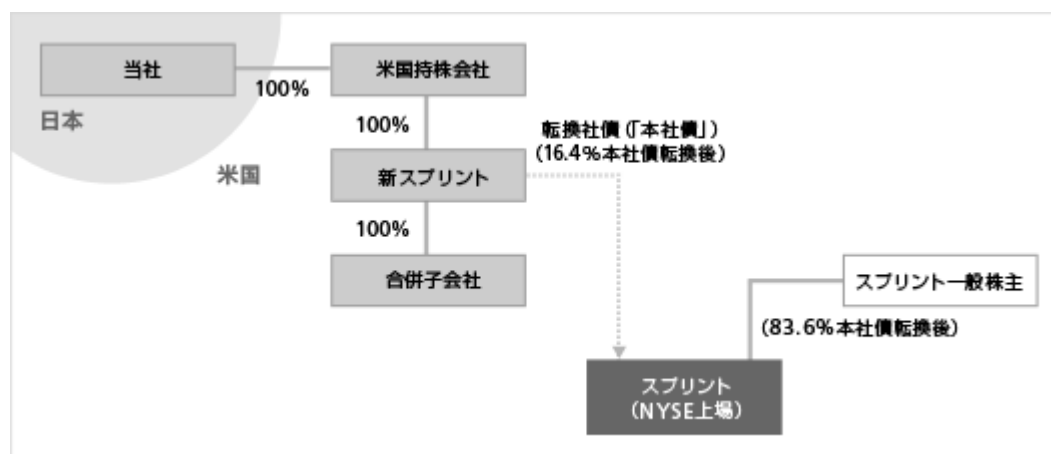 当社
100%
米国持株会社
日本
100%
転換社債(「本社債」)
(16.4%本社債転換後)
米国
新スプリント
100%
合併子会社
スプリント一般株主
(83.6%本社債転換後)
スプリント
(NYSE上場)